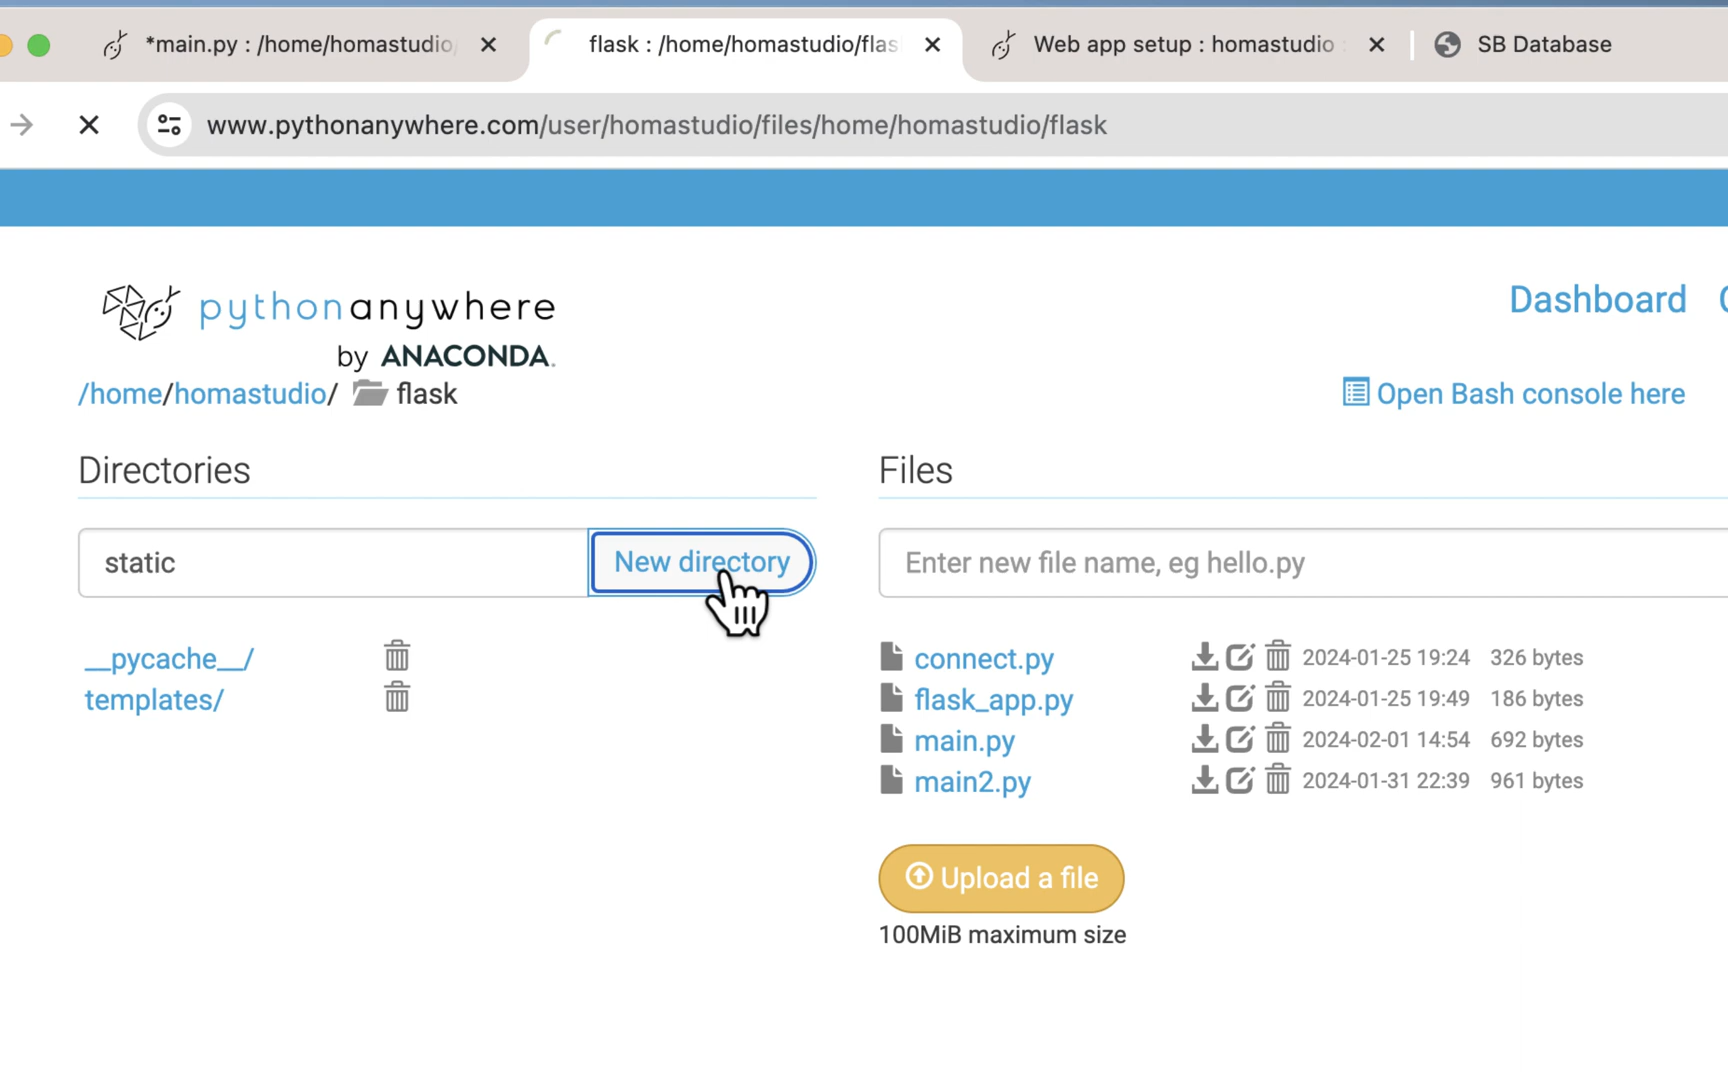 *main.py : /home/homastudio/
flask : /home/homastudio/flas
Web app setup : homastudio :
SB Database
www.pythonanywhere.com/user/homastudio/files/home/homastudio/flask
pythonanywhere
by ANACONDA.
Dashboard
/home/homastudio/ flask
Open Bash console here
Directories
Files
static
New directory
Enter new file name, eg hello.py
__pycache__/
templates/
connect.py 2024-01-25 19:24 326 bytes
flask_app.py 2024-01-25 19:49 186 bytes
main.py 2024-02-01 14:54 692 bytes
main2.py 2024-01-31 22:39 961 bytes
Upload a file
100MiB maximum size